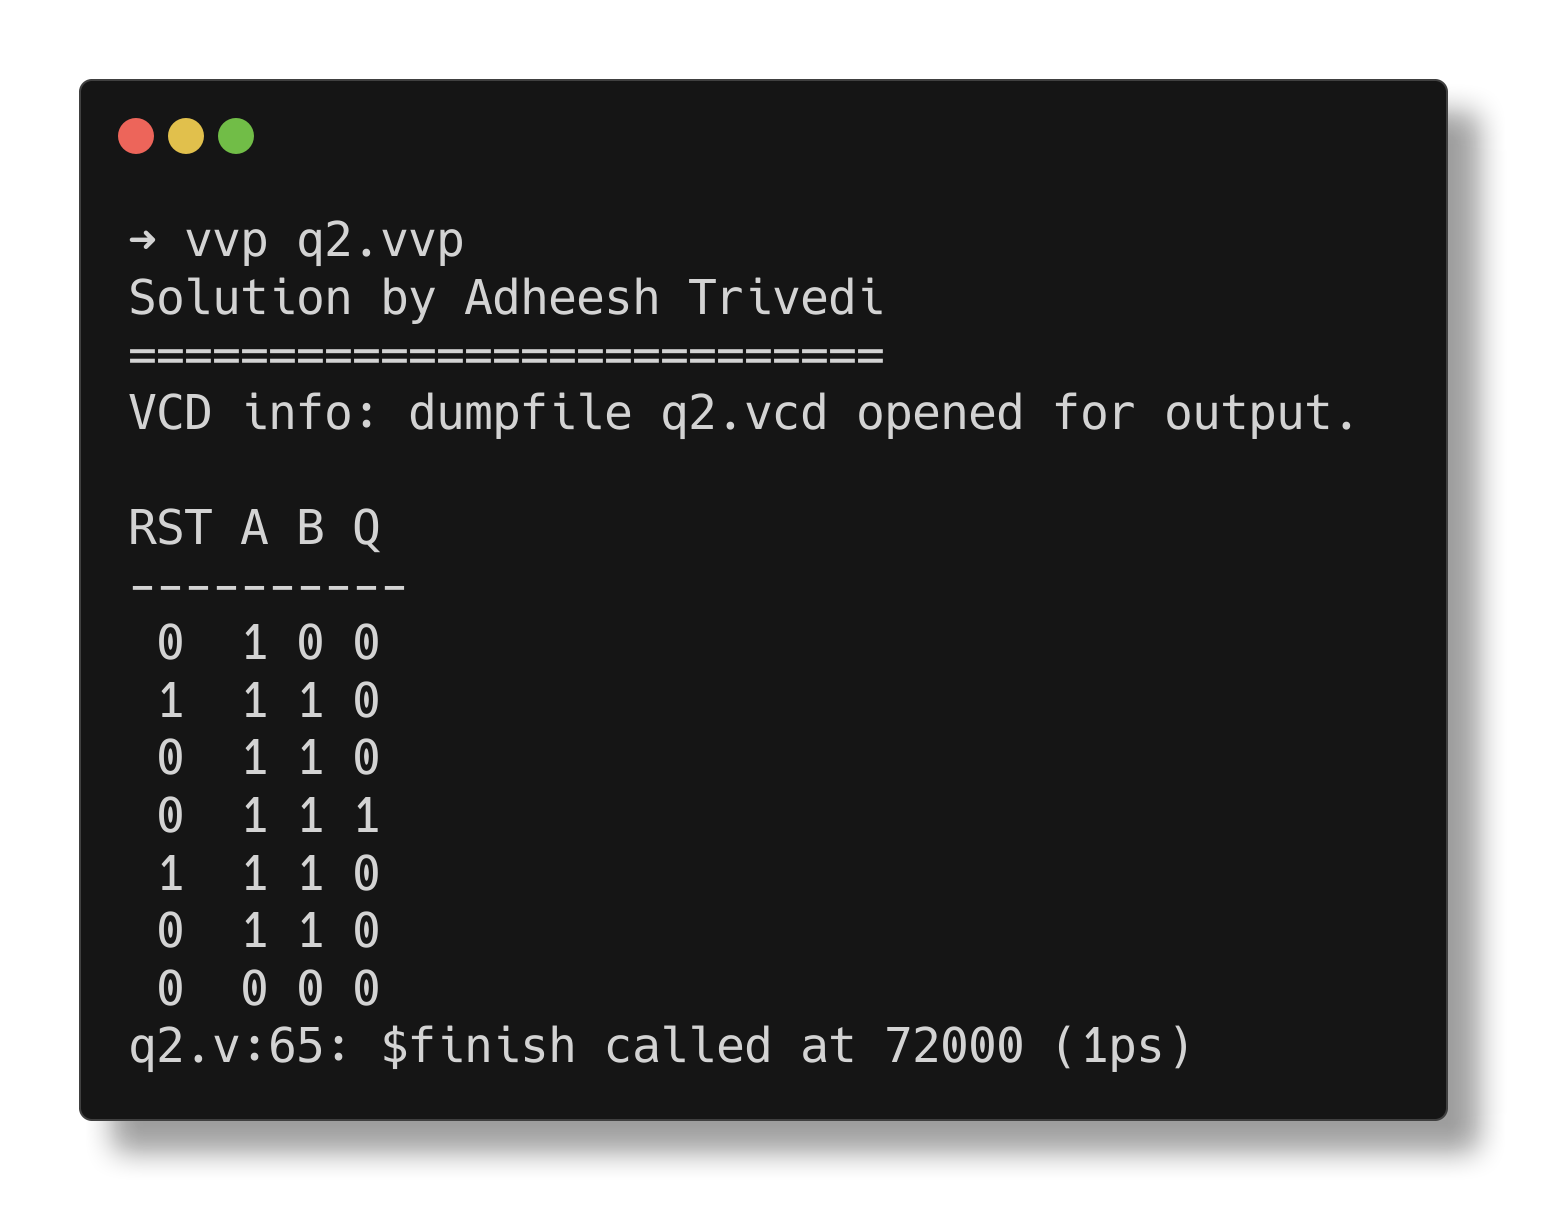 ➜ vvp q2.vvp
Solution by Adheesh Trivedi
===========================
VCD info: dumpfile q2.vcd opened for output.

RST A B Q
----------
 0  1 0 0
 1  1 1 0
 0  1 1 0
 0  1 1 1
 1  1 1 0
 0  1 1 0
 0  0 0 0
q2.v:65: $finish called at 72000 (1ps)